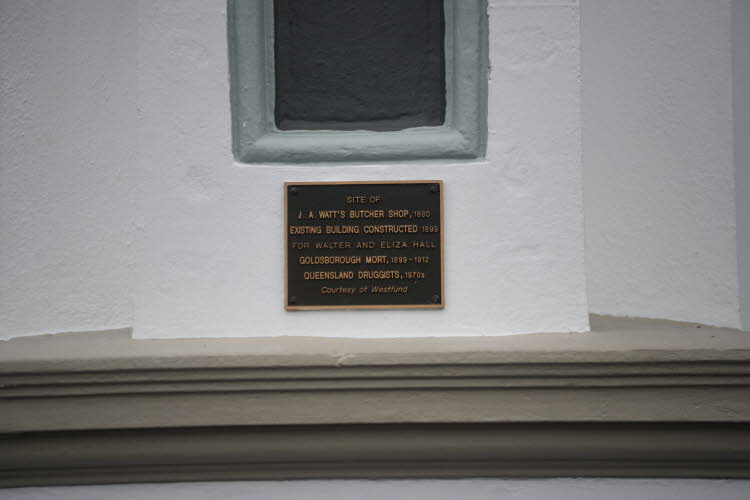 SITE OF
J. A. WATT'S BUTCHER SHOP, 1880
EXISTING BUILDING CONSTRUCTED 1899
FOR WALTER AND ELIZA HALL
GOLDSBOROUGH MORT, 1899-1912
QUEENSLAND DRUGGISTS, 1970s
Courtesy of Westfund